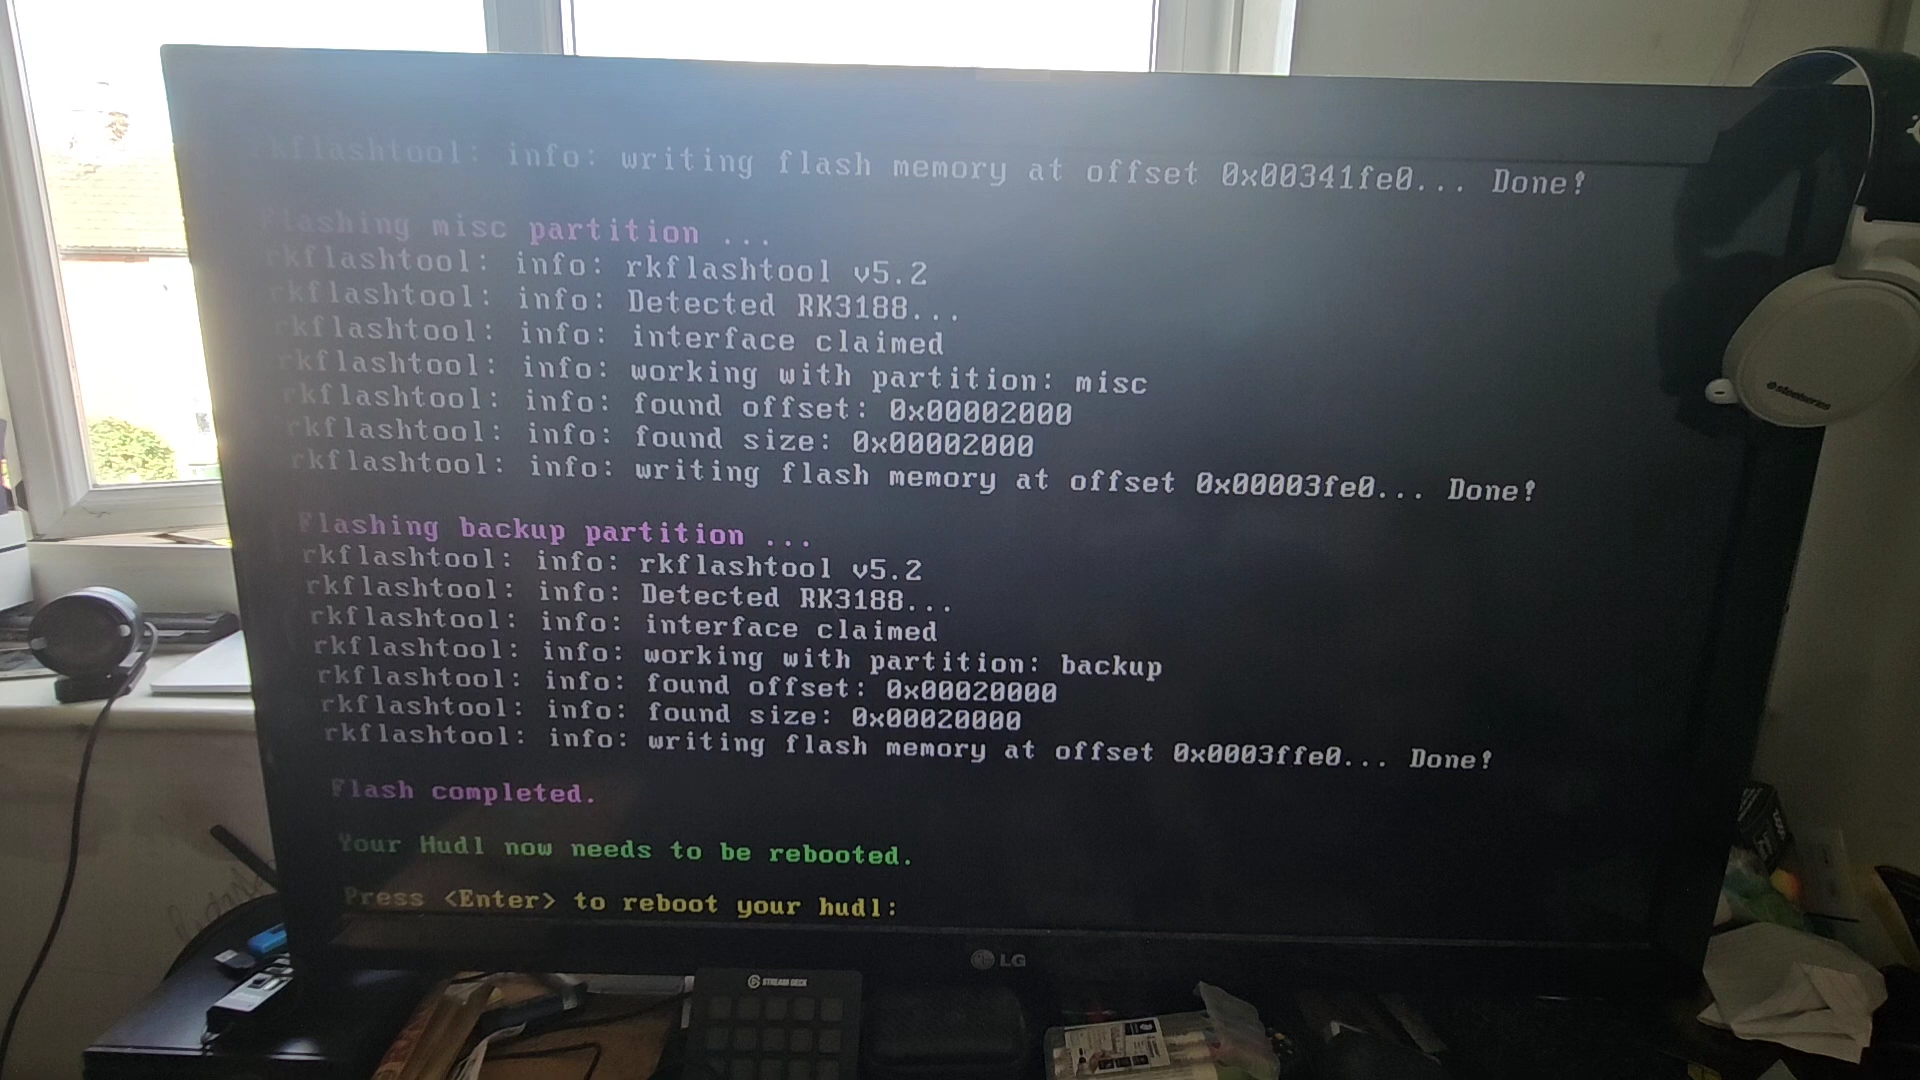 rkflashtool: info: writing flash memory at offset 0x00341fe0... Done!
Flashing misc partition ...
rkflashtool: info: rkflashtool v5.2
rkflashtool: info: Detected RK3188...
rkflashtool: info: interface claimed
rkflashtool: info: working with partition: misc
rkflashtool: info: found offset: 0x00002000
rkflashtool: info: found size: 0x00002000
rkflashtool: info: writing flash memory at offset 0x00003fe0... Done!
Flashing backup partition ...
rkflashtool: info: rkflashtool v5.2
rkflashtool: info: Detected RK3188...
rkflashtool: info: interface claimed
rkflashtool: info: working with partition: backup
rkflashtool: info: found offset: 0x00020000
rkflashtool: info: found size: 0x00020000
rkflashtool: info: writing flash memory at offset 0x0003ffe0... Done!
Flash completed.
Your Hudl now needs to be rebooted.
Press <Enter> to reboot your hudl:
LG
STREAM DECK
steelseries